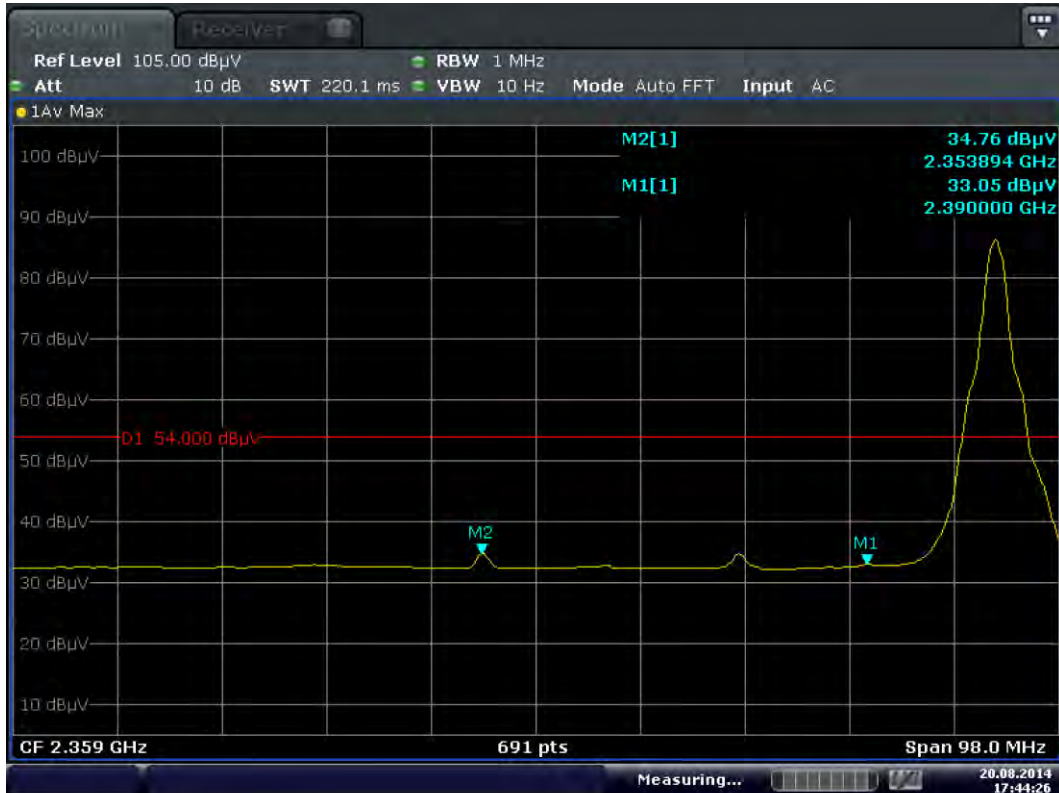 Spectrum Receiver
Ref Level 105.00 dBµV RBW 1 MHz
Att 10 dB SWT 220.1 ms VBW 10 Hz Mode Auto FFT Input AC
1Av Max
M2[1] 34.76 dBµV
2.353894 GHz
M1[1] 33.05 dBµV
2.390000 GHz
100 dBµV
90 dBµV
80 dBµV
70 dBµV
60 dBµV
D1 54.000 dBµV
50 dBµV
40 dBµV
M2
M1
30 dBµV
20 dBµV
10 dBµV
CF 2.359 GHz 691 pts Span 98.0 MHz
Measuring... 20.08.2014
17:44:26